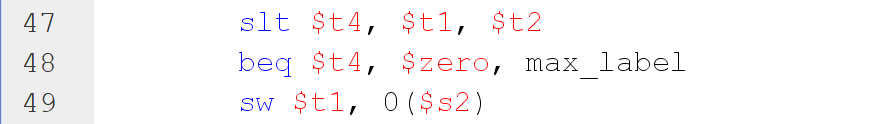 47 slt $t4, $t1, $t2
48 beq $t4, $zero, max_label
49 sw $t1, 0($s2)